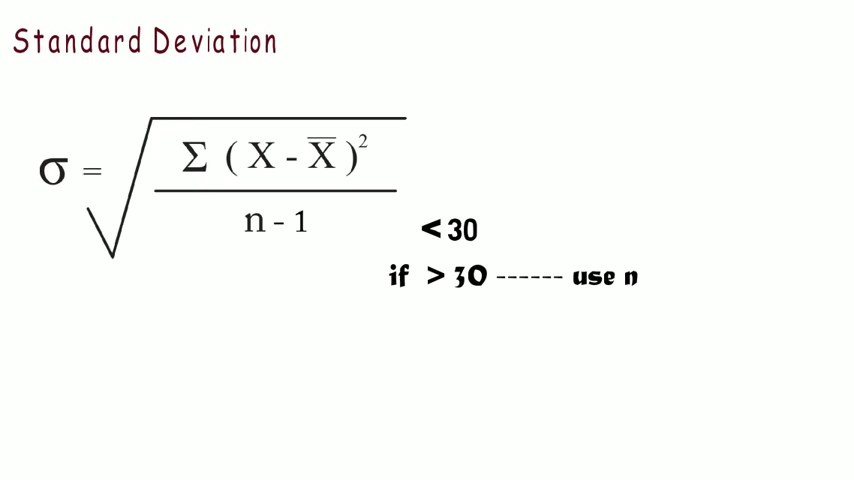 Standard Deviation
σ = √ Σ ( X - X̅ )²
n - 1
< 30
if > 30 ------ use n